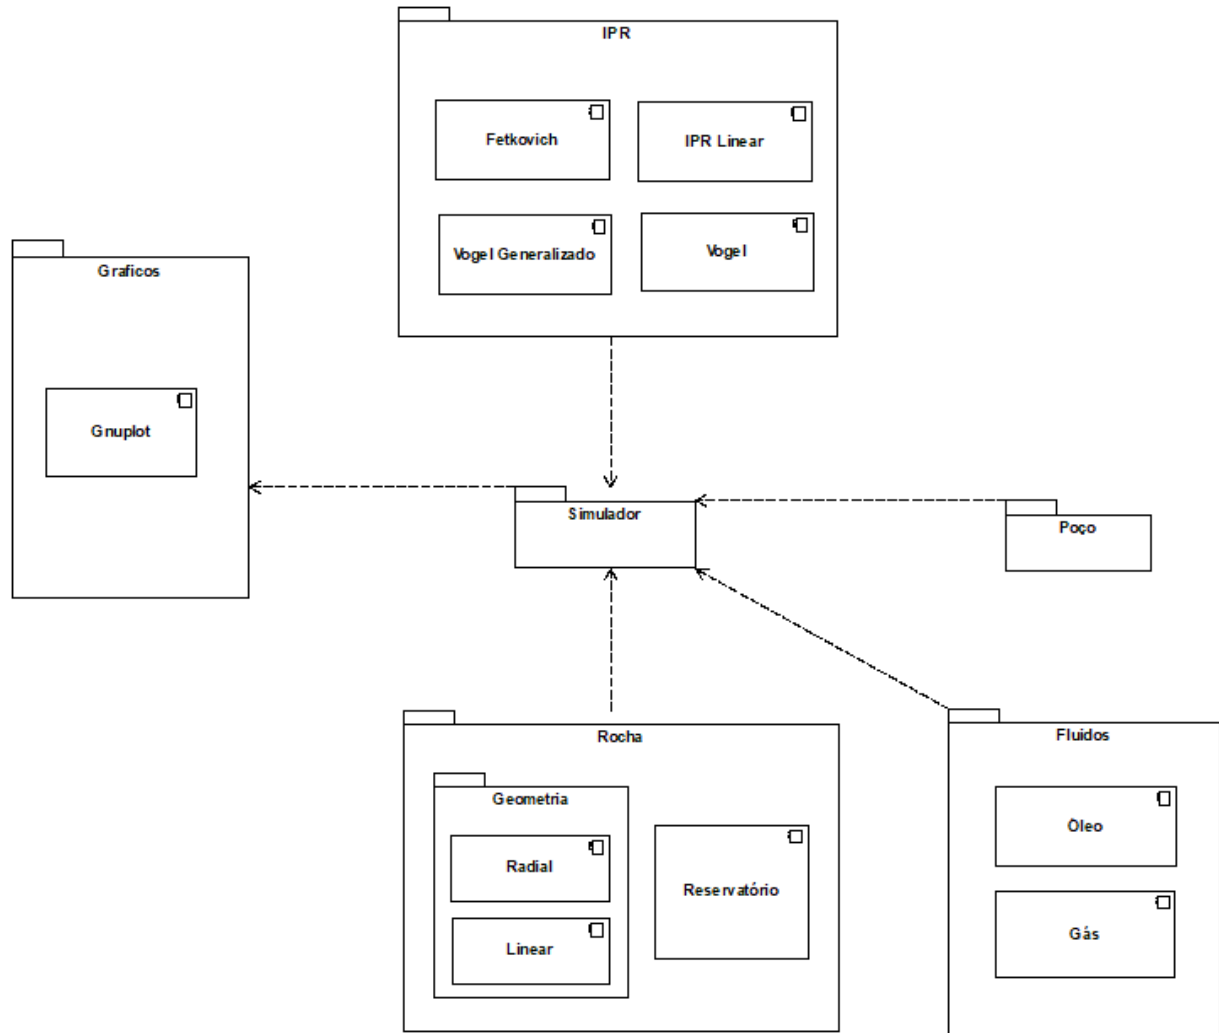 IPR
Fetkovich
IPR Linear
Vogel Generalizado
Vogel
Graficos
Gnuplot
Simulador
Poço
Rocha
Geometria
Radial
Linear
Reservatório
Fluidos
Óleo
Gás